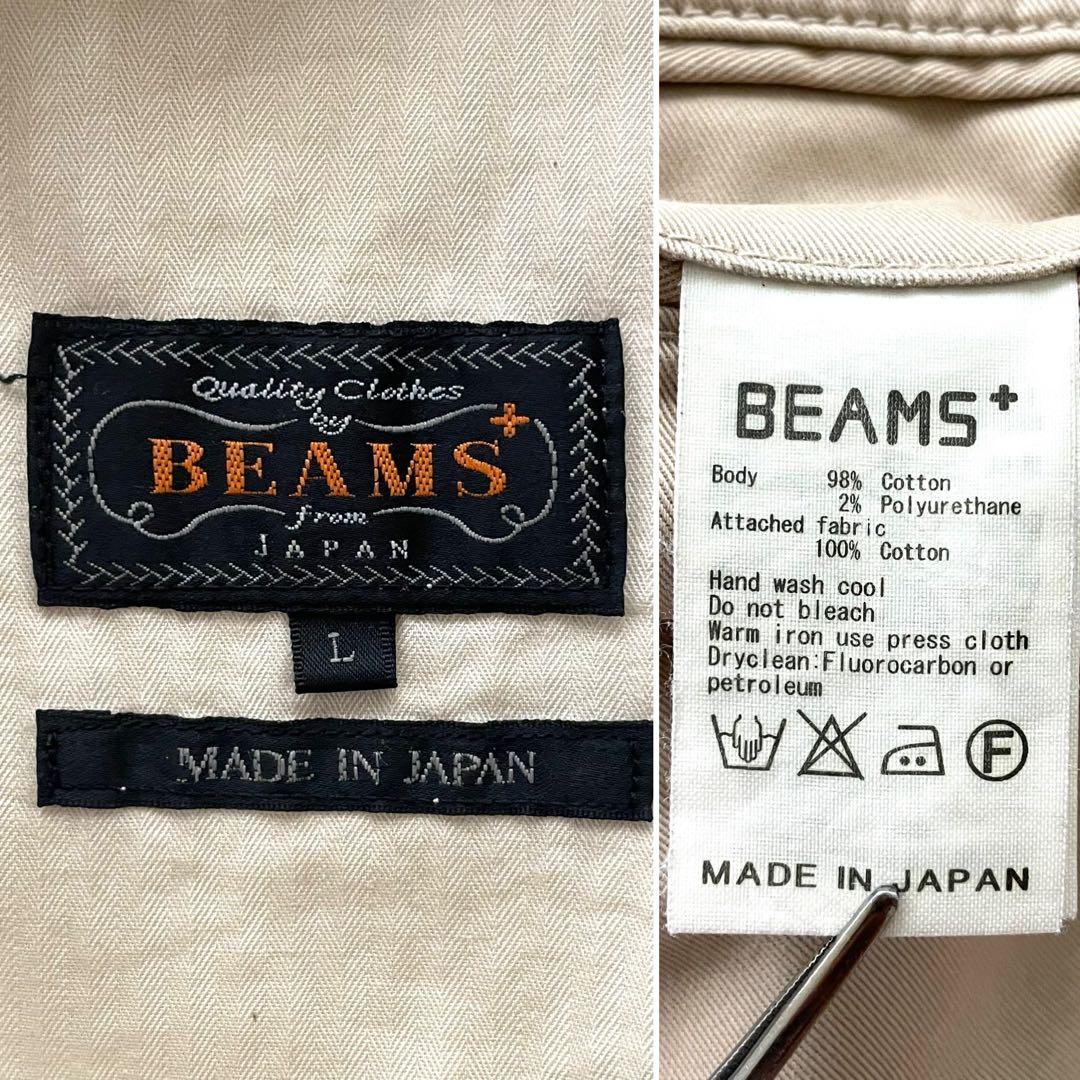 Quality Clothes
by
BEAMS+
from
JAPAN
L
MADE IN JAPAN
BEAMS+
Body 98% Cotton
2% Polyurethane
Attached fabric
100% Cotton
Hand wash cool
Do not bleach
Warm iron use press cloth
Dryclean:Fluorocarbon or
petroleum
F
MADE IN JAPAN